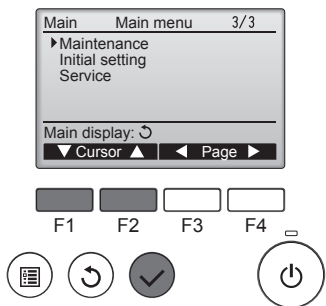 Main Main menu 3/3
Maintenance
Initial setting
Service
Main display:
Cursor Page
F1 F2 F3 F4